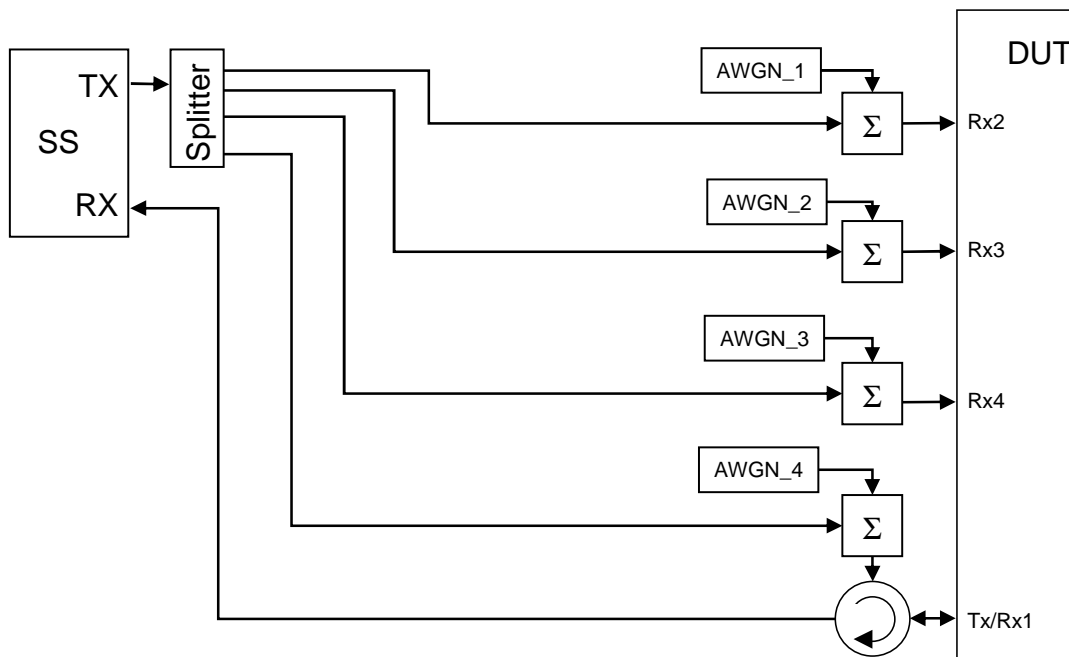 DUT
TX
SS
RX
Splitter
AWGN_1
Σ
Rx2
AWGN_2
Σ
Rx3
AWGN_3
Σ
Rx4
AWGN_4
Σ
Tx/Rx1